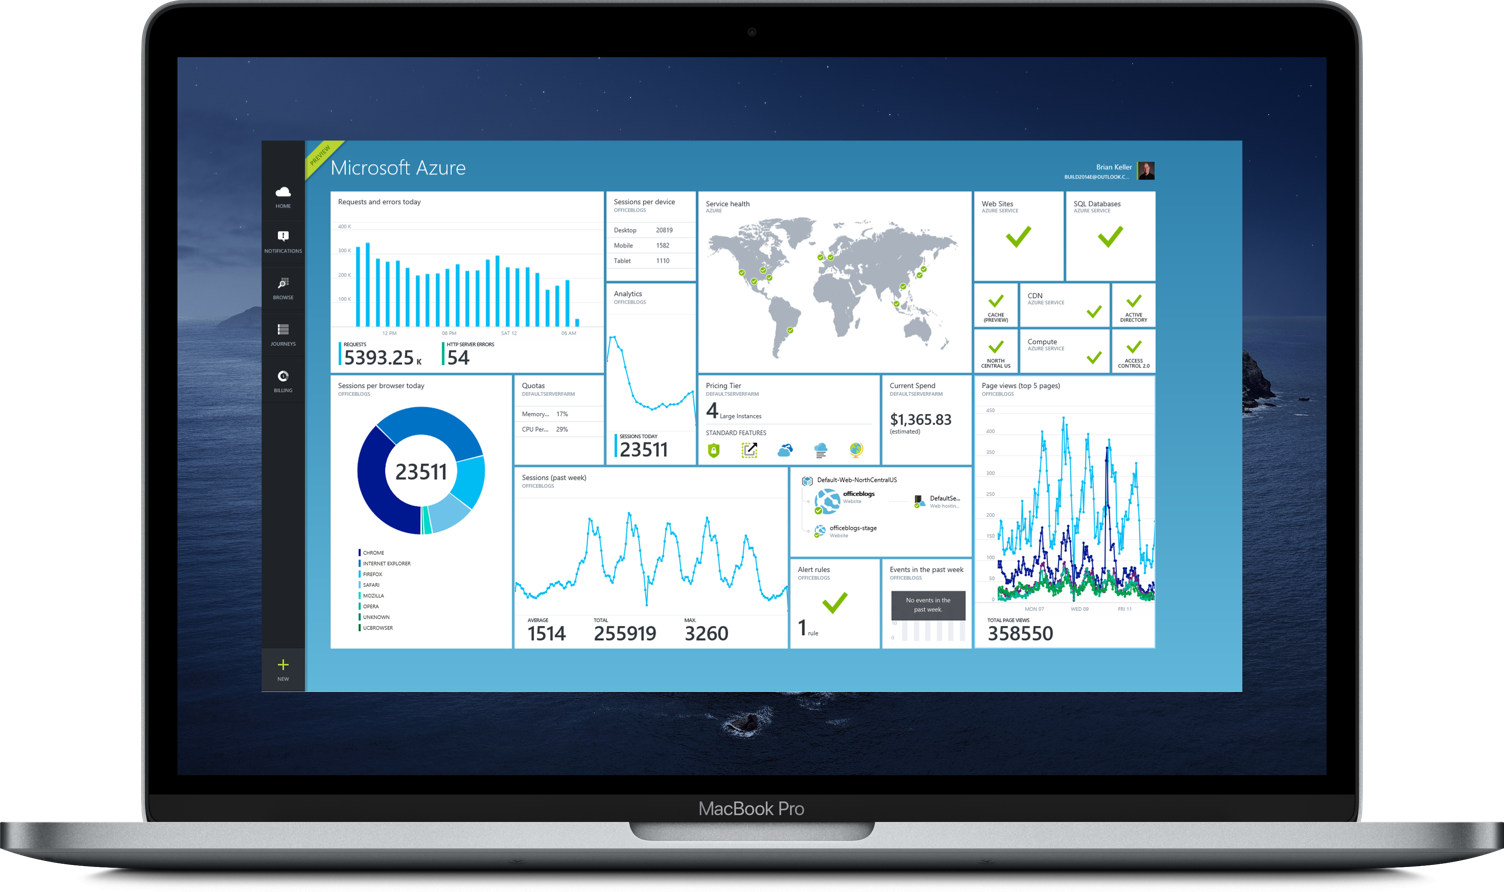 PREVIEW
Microsoft Azure
Brian Keller
BUILD2014E@OUTLOOK.C...
HOME
NOTIFICATIONS
BROWSE
JOURNEYS
BILLING
NEW
Requests and errors today
400 K
300 K
200 K
100 K
12 PM
06 PM
SAT 12
06 AM
REQUESTS
5393.25 K
HTTP SERVER ERRORS
54
Sessions per device
OFFICEBLOGS
Desktop 20819
Mobile 1582
Tablet 1110
Analytics
OFFICEBLOGS
SESSIONS TODAY
23511
Service health
AZURE
Web Sites
AZURE SERVICE
SQL Databases
AZURE SERVICE
CACHE
(PREVIEW)
CDN
AZURE SERVICE
ACTIVE
DIRECTORY
NORTH
CENTRAL US
Compute
AZURE SERVICE
ACCESS
CONTROL 2.0
Sessions per browser today
OFFICEBLOGS
23511
CHROME
INTERNET EXPLORER
FIREFOX
SAFARI
MOZILLA
OPERA
UNKNOWN
UCBROWSER
Quotas
DEFAULTSERVERFARM
Memory... 17%
CPU Per... 29%
Pricing Tier
DEFAULTSERVERFARM
4 Large Instances
STANDARD FEATURES
Current Spend
DEFAULTSERVERFARM
$1,365.83
(estimated)
Page views (top 5 pages)
OFFICEBLOGS
450
400
350
300
250
200
150
100
50
0
MON 07
WED 09
FRI 11
TOTAL PAGE VIEWS
358550
Sessions (past week)
OFFICEBLOGS
AVERAGE
1514
TOTAL
255919
MAX
3260
Default-Web-NorthCentralUS
officeblogs
Website
DefaultSe...
Web hostin...
officeblogs-stage
Website
Alert rules
OFFICEBLOGS
1 rule
Events in the past week
OFFICEBLOGS
No events in the
past week.
MacBook Pro